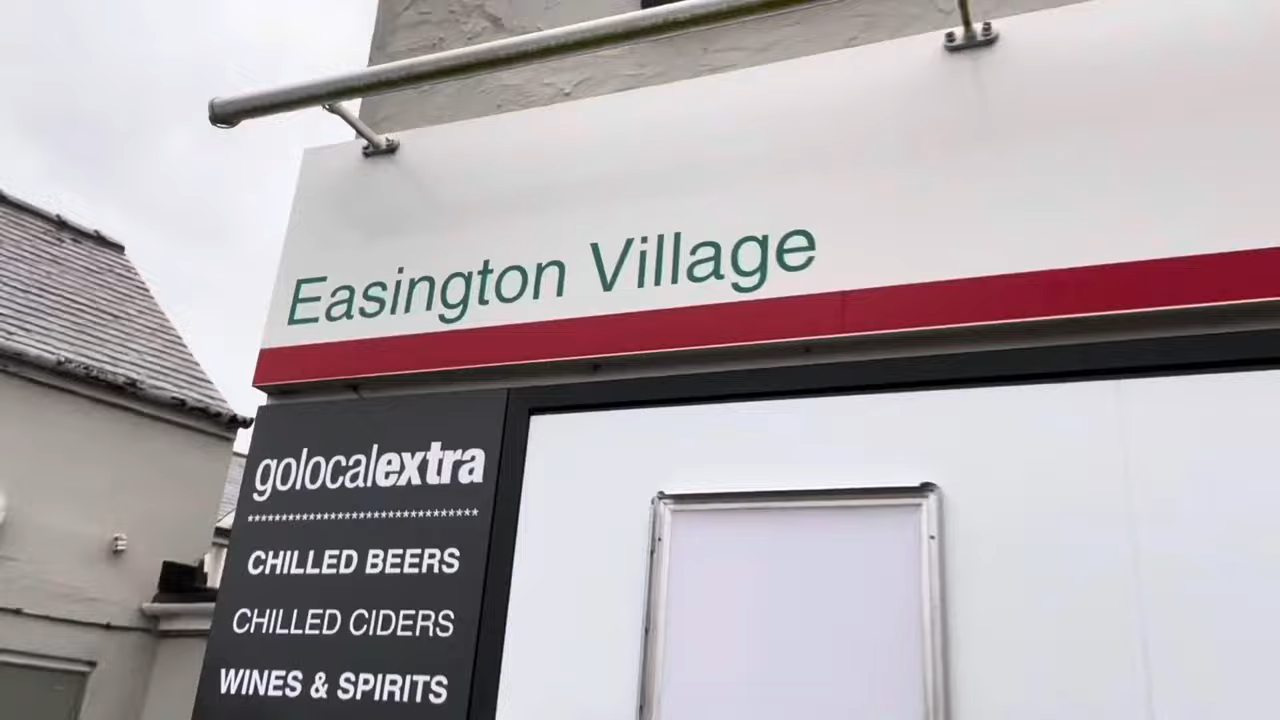 Easington Village
golocalextra
******************************
CHILLED BEERS
CHILLED CIDERS
WINES & SPIRITS